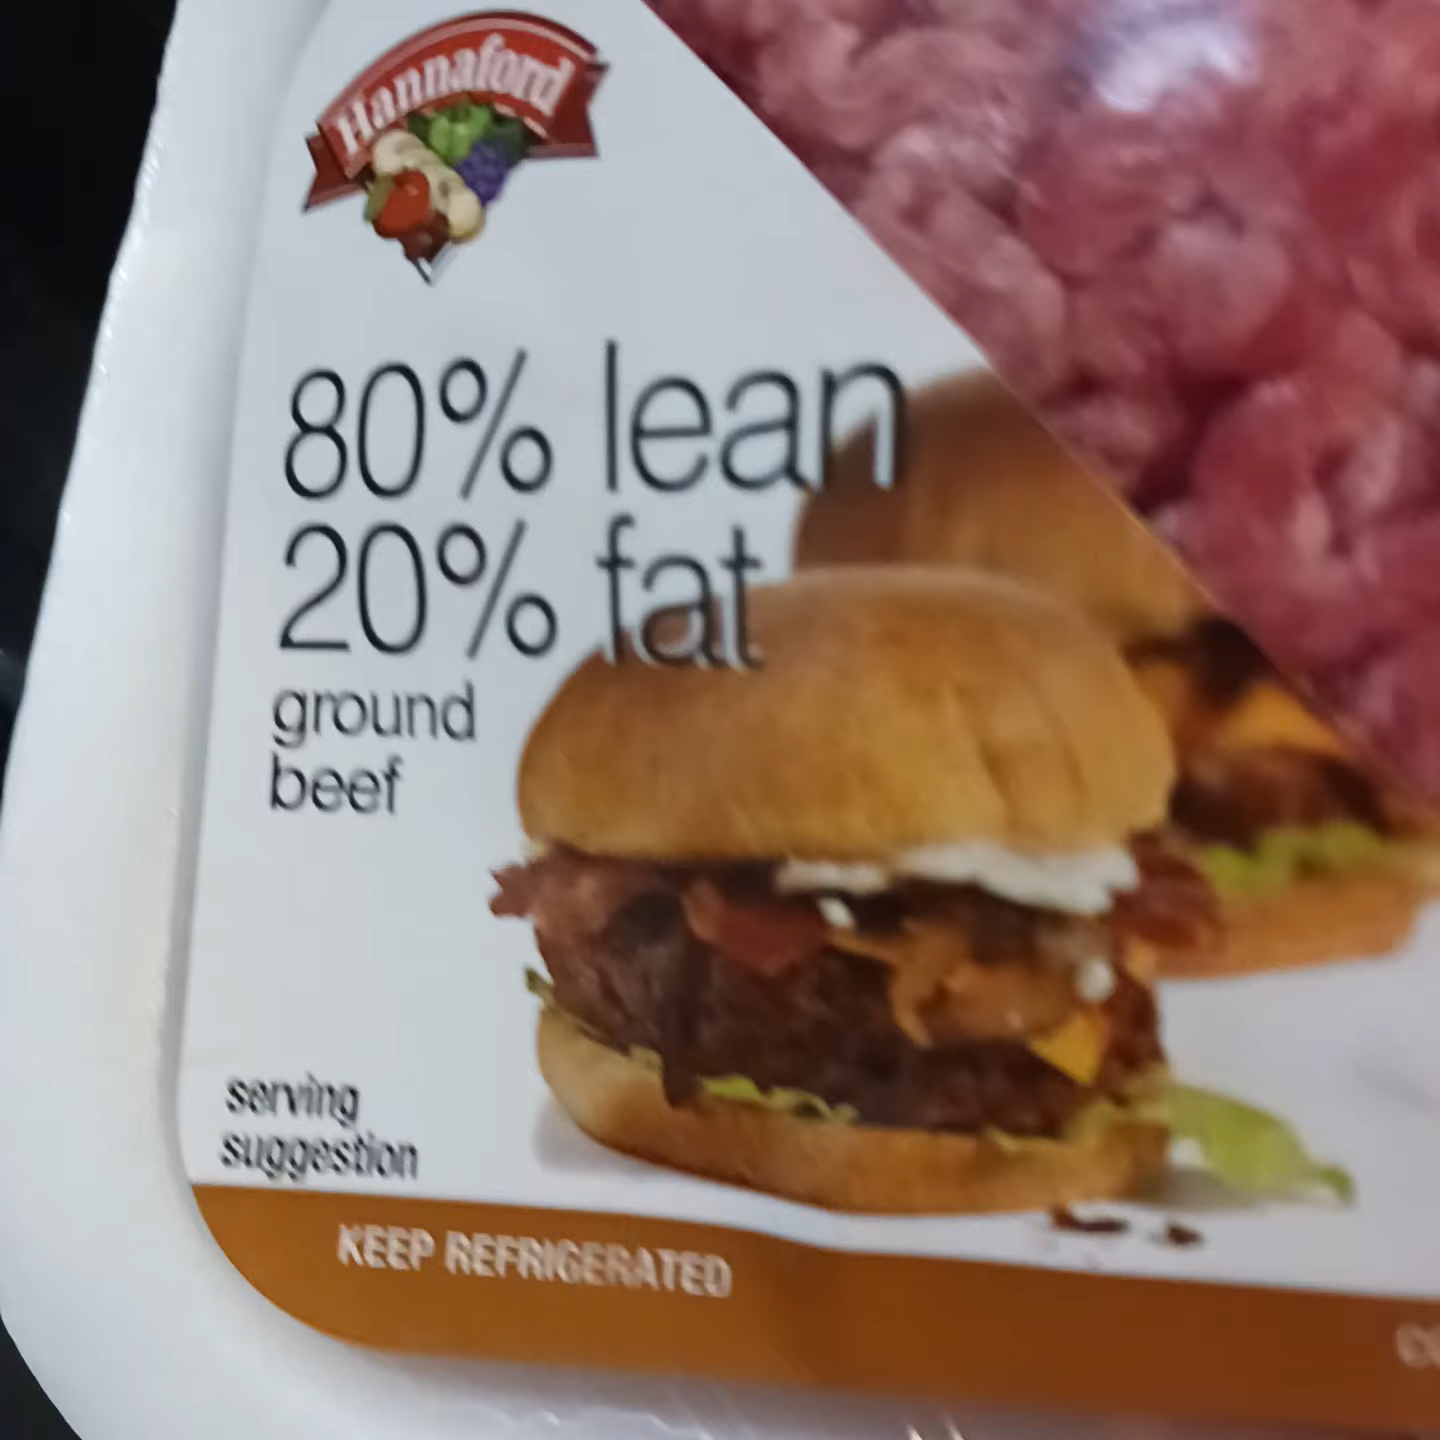 Hannaford
80% lean
20% fat
ground
beef
serving
suggestion
KEEP REFRIGERATED